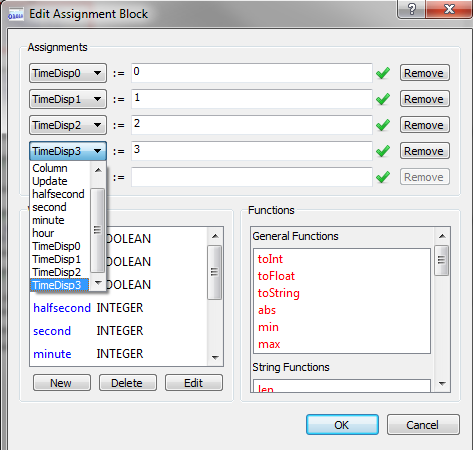 Edit Assignment Block
Assignments
TimeDisp0 := 0 Remove
TimeDisp1 := 1 Remove
TimeDisp2 := 2 Remove
TimeDisp3 := 3 Remove
:= Remove
Column
Update
halfsecond
second
minute
hour
TimeDisp0
TimeDisp1
TimeDisp2
TimeDisp3
OOLEAN
OOLEAN
OOLEAN
halfsecond INTEGER
second INTEGER
minute INTEGER
New Delete Edit
Functions
General Functions
toInt
toFloat
toString
abs
min
max
String Functions
len
OK Cancel